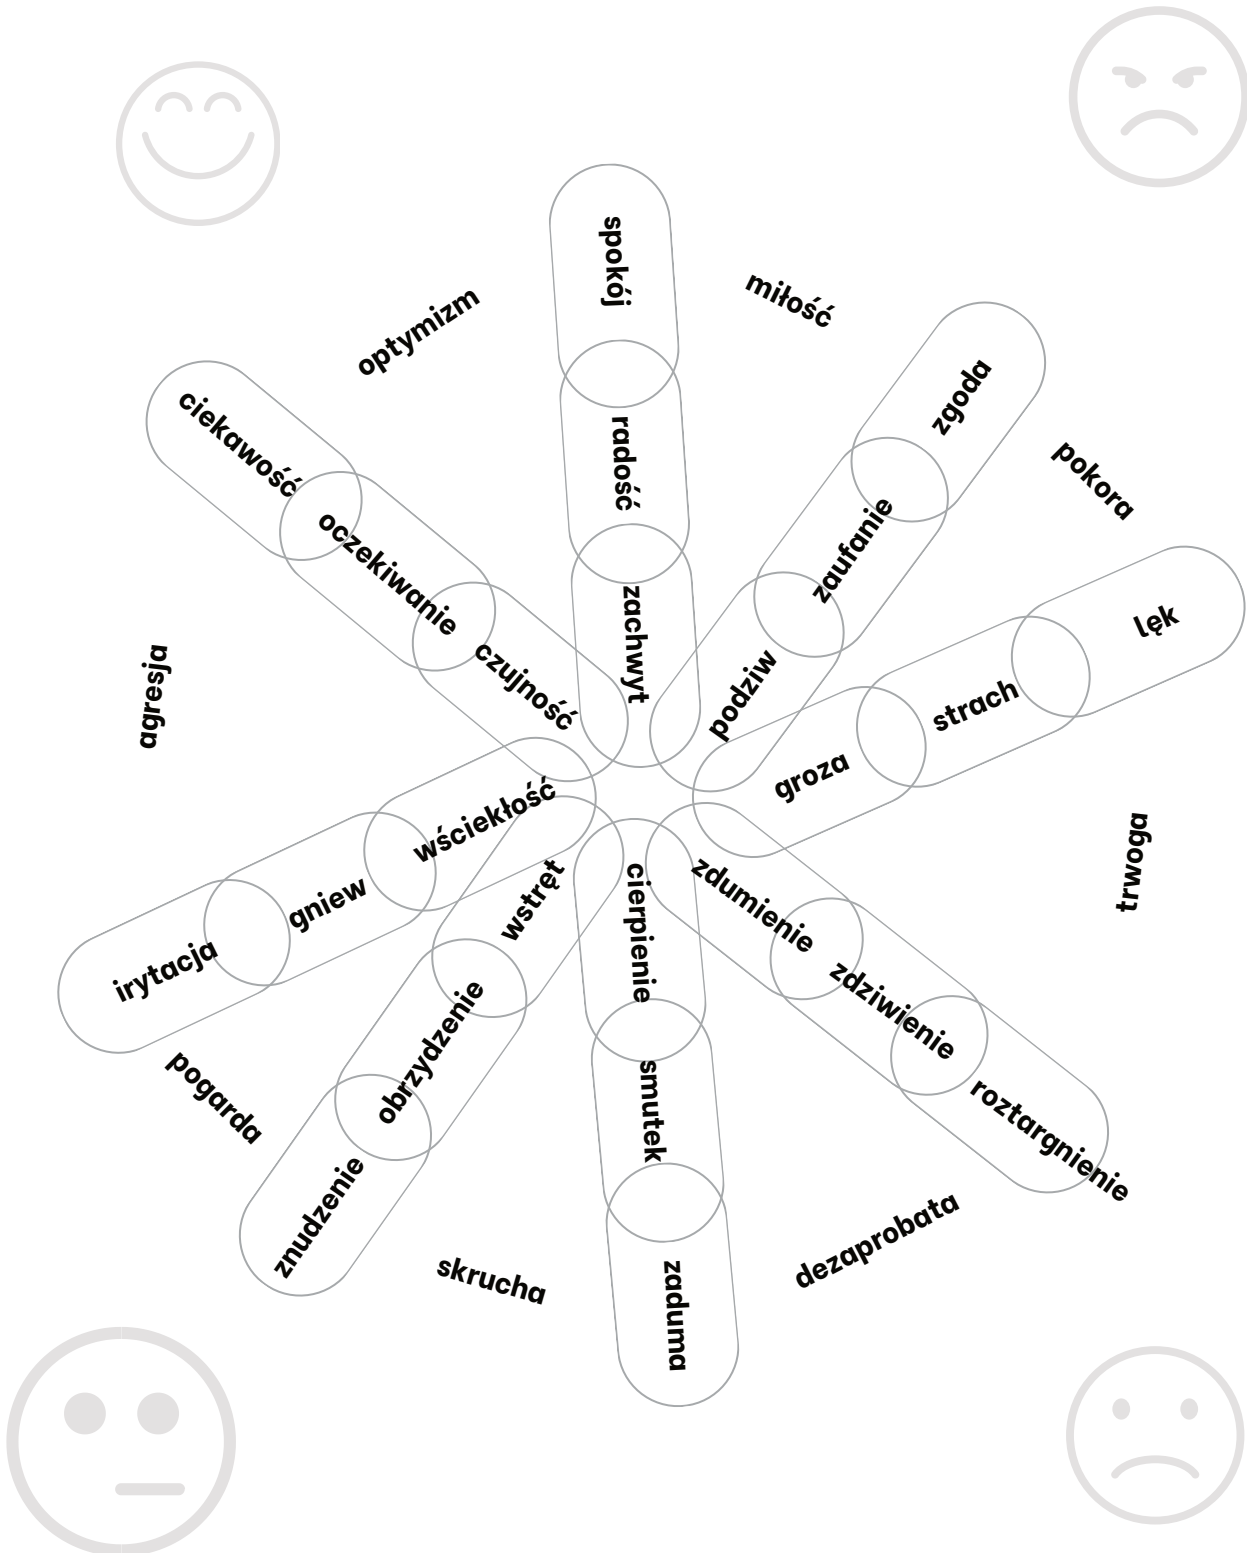 spokój
radość
zachwyt
miłość
zgoda
zaufanie
podziw
pokora
lęk
strach
groza
trwoga
zdumienie
zdziwienie
roztargnienie
dezaprobata
cierpienie
smutek
zaduma
skrucha
wstręt
obrzydzenie
znudzenie
pogarda
wściekłość
gniew
irytacja
agresja
ciekawość
oczekiwanie
czujność
optymizm